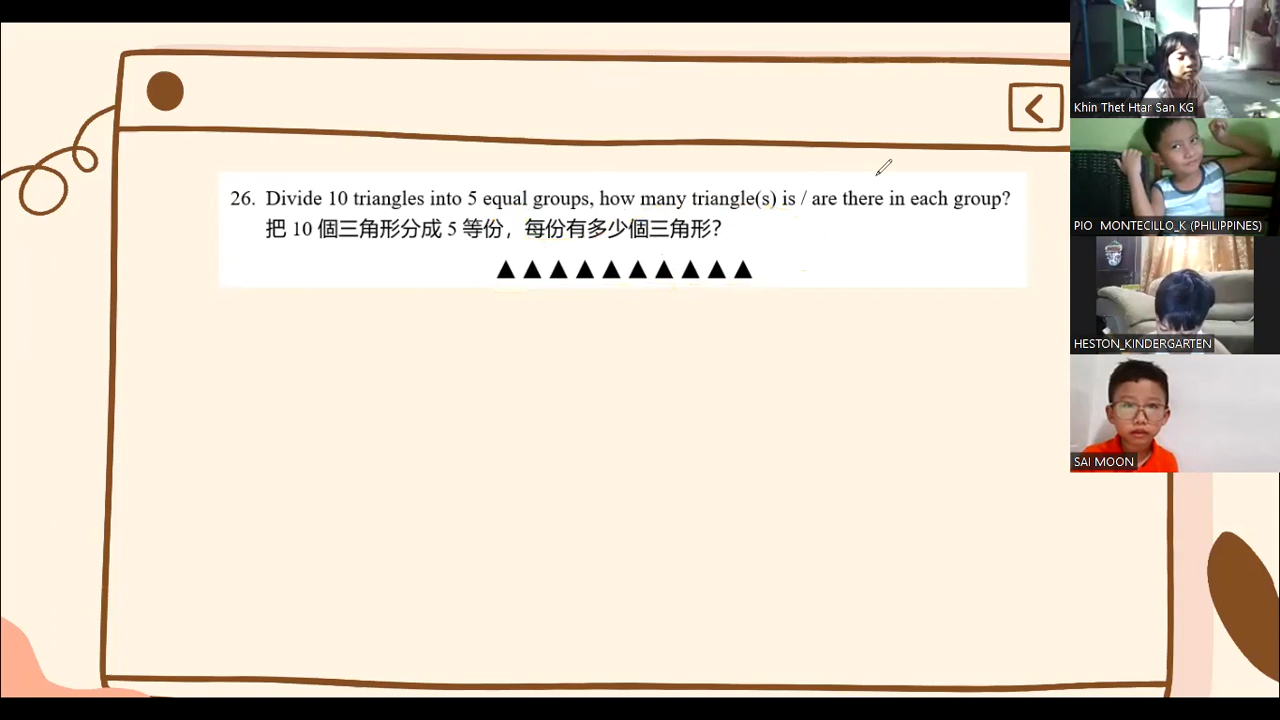 26. Divide 10 triangles into 5 equal groups, how many triangle(s) is / are there in each group?
把 10 個三角形分成 5 等份，每份有多少個三角形？
Khin Thet Htar San KG
PIO MONTECILLO_K (PHILIPPINES)
HESTON_KINDERGARTEN
SAI MOON